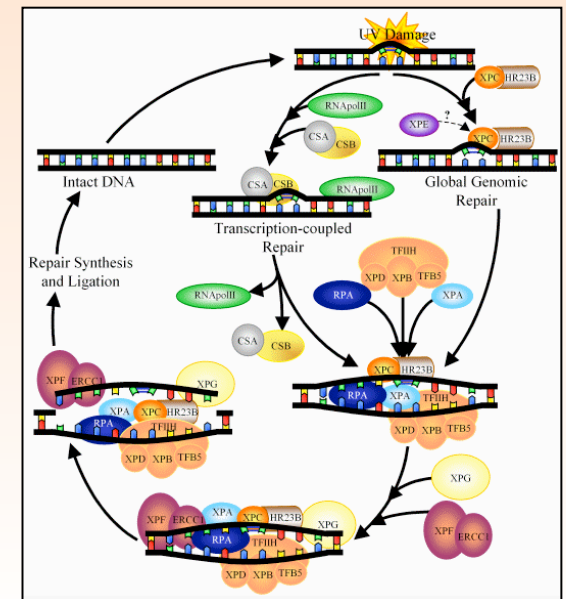 UV Damage
XPC HR23B
RNApolII
CSA
CSB
XPE
?
XPC HR23B
Intact DNA
CSA CSB
RNApolII
Global Genomic
Repair
Transcription-coupled
Repair
Repair Synthesis
and Ligation
TFIIH
XPD XPB TFB5
RNApolII
RPA
XPA
CSA
CSB
XPC HR23B
RPA
XPA
TFIIH
XPD XPB TFB5
XPF
ERCC1
XPG
XPA
XPC HR23B
RPA
TFIIH
XPD XPB TFB5
XPG
XPF
ERCC1
XPF ERCC1 XPA XPC HR23B XPG
RPA
TFIIH
XPD XPB TFB5